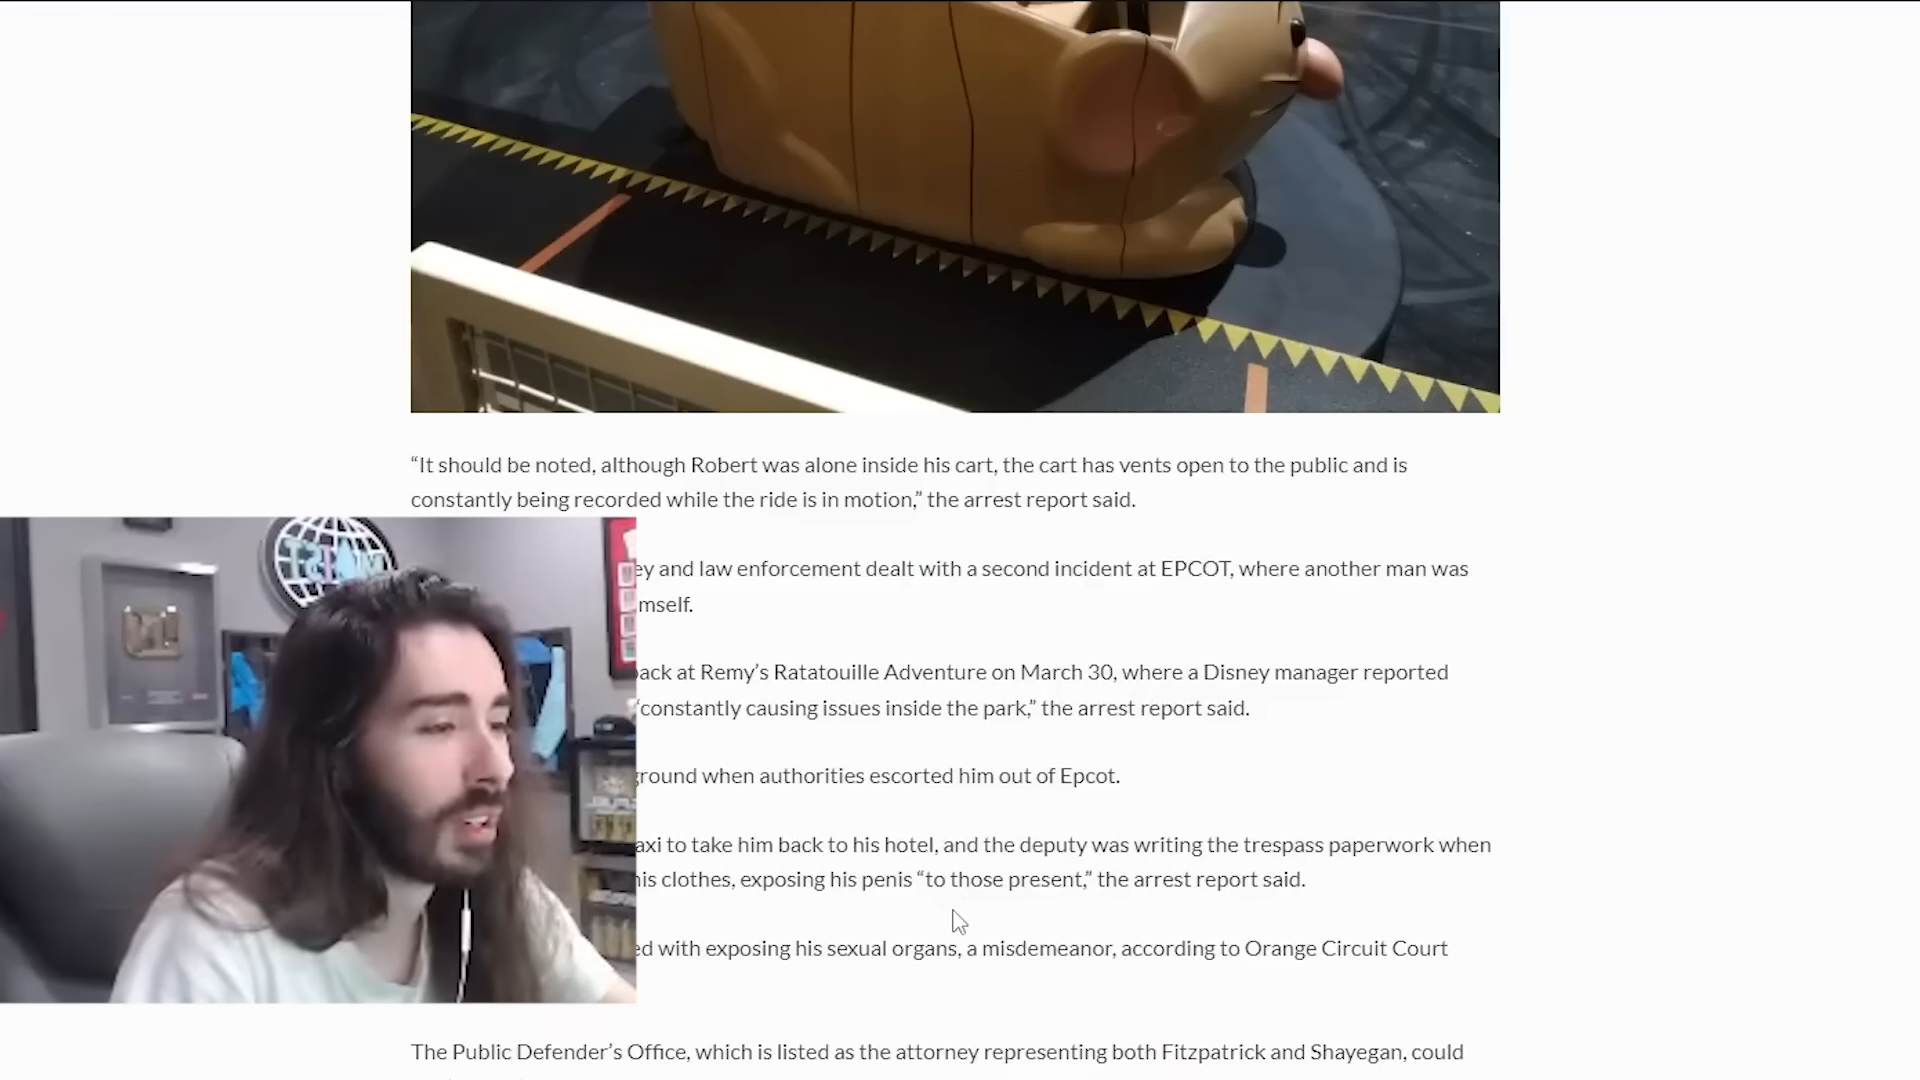 “It should be noted, although Robert was alone inside his cart, the cart has vents open to the public and is
constantly being recorded while the ride is in motion,” the arrest report said.
ey and law enforcement dealt with a second incident at EPCOT, where another man was
mself.
ack at Remy’s Ratatouille Adventure on March 30, where a Disney manager reported
“constantly causing issues inside the park,” the arrest report said.
ground when authorities escorted him out of Epcot.
axi to take him back to his hotel, and the deputy was writing the trespass paperwork when
his clothes, exposing his penis “to those present,” the arrest report said.
ed with exposing his sexual organs, a misdemeanor, according to Orange Circuit Court
The Public Defender’s Office, which is listed as the attorney representing both Fitzpatrick and Shayegan, could